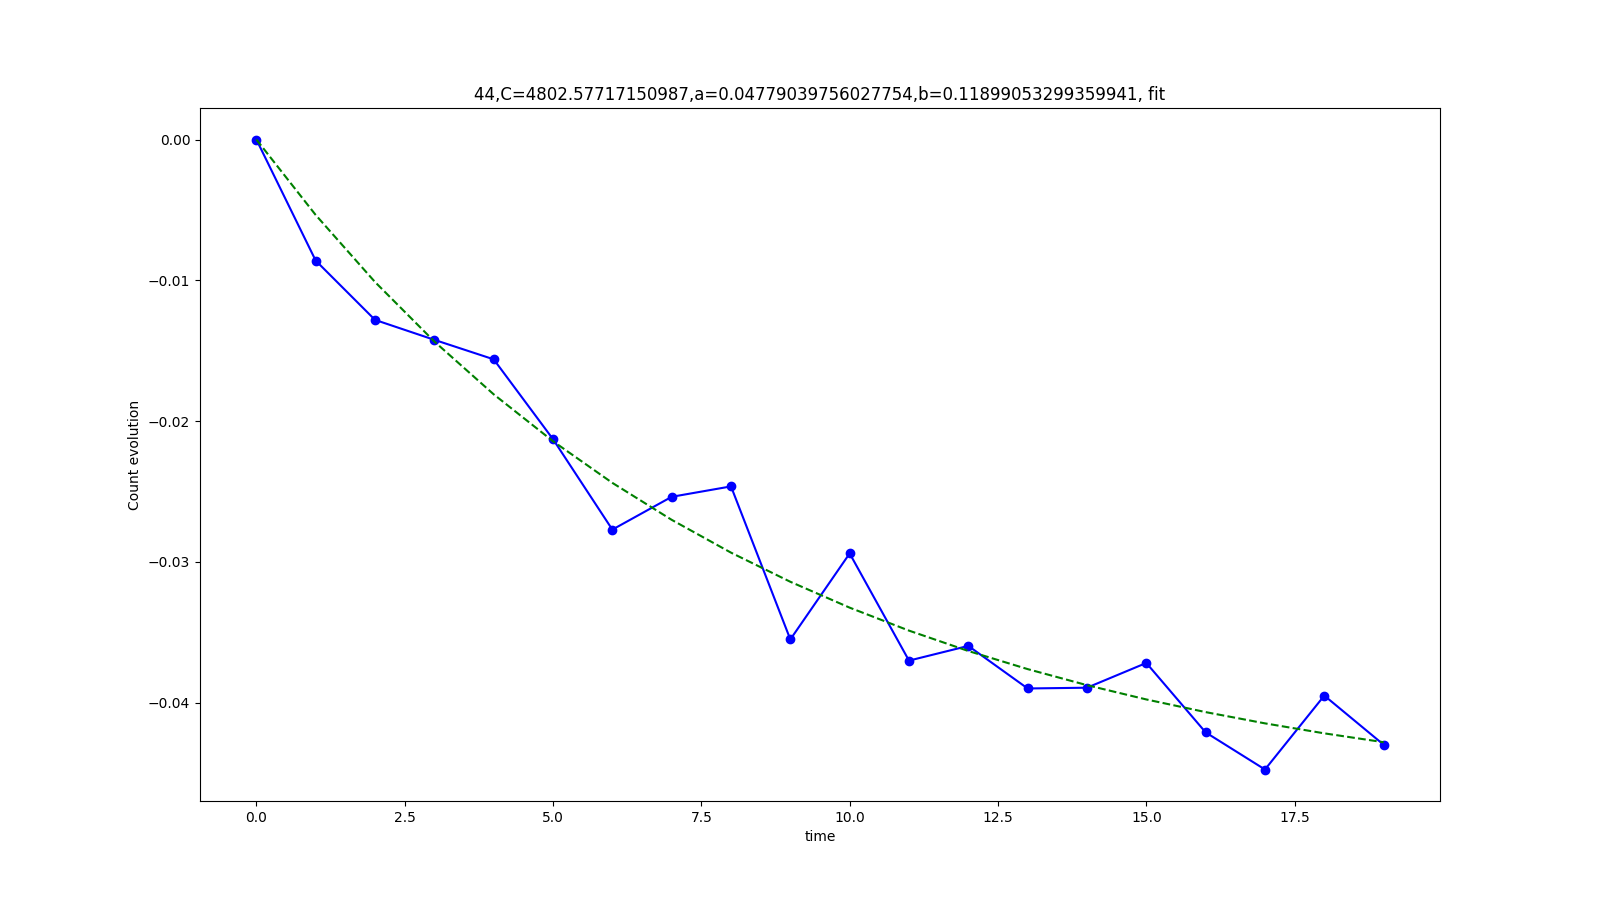 44,C=4802.57717150987,a=0.04779039756027754,b=0.11899053299359941, fit
0.00
−0.01
−0.02
−0.03
−0.04
Count evolution
0.0 2.5 5.0 7.5 10.0 12.5 15.0 17.5
time